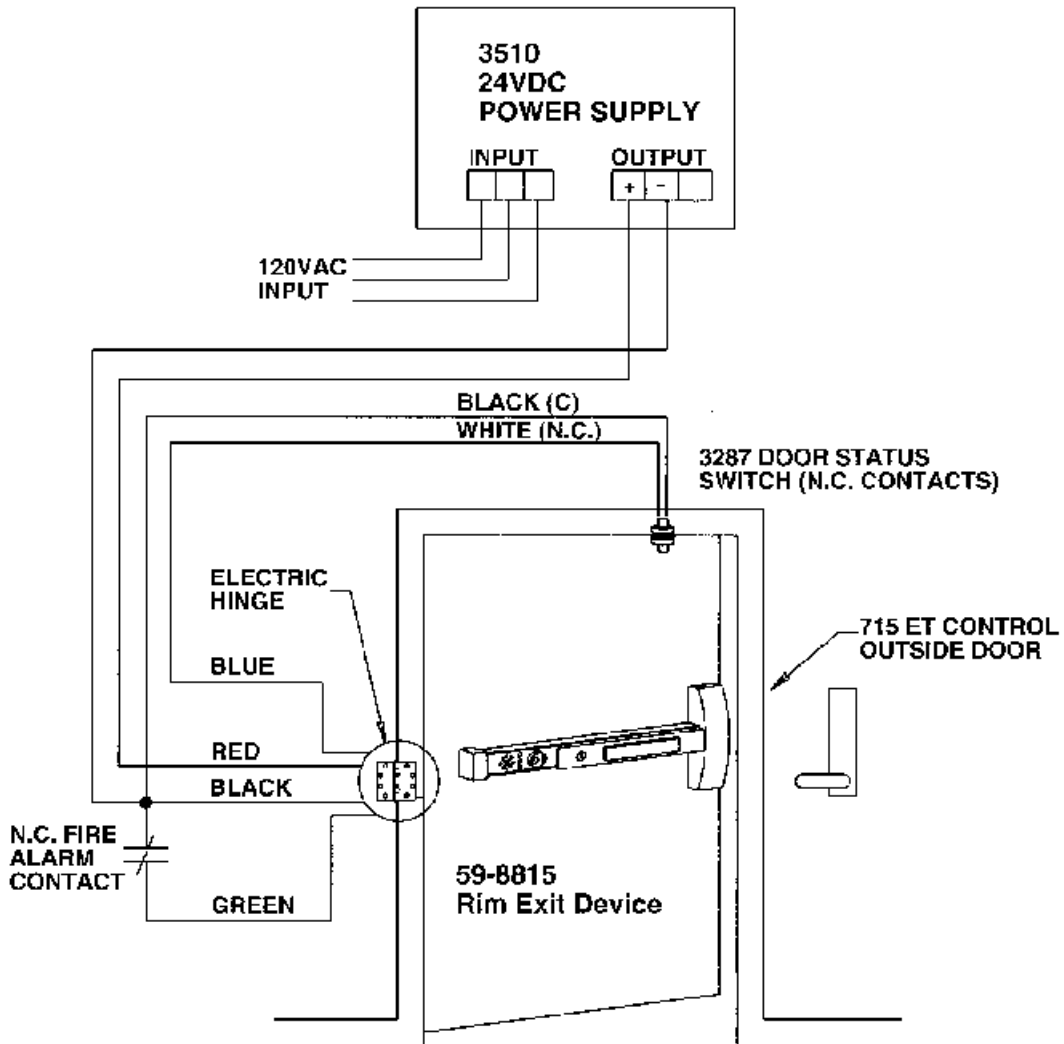 3510
24VDC
POWER SUPPLY
INPUT
OUTPUT
+
-
120VAC
INPUT
BLACK (C)
WHITE (N.C.)
3287 DOOR STATUS
SWITCH (N.C. CONTACTS)
ELECTRIC
HINGE
715 ET CONTROL
OUTSIDE DOOR
BLUE
RED
BLACK
N.C. FIRE
ALARM
CONTACT
GREEN
59-8815
Rim Exit Device